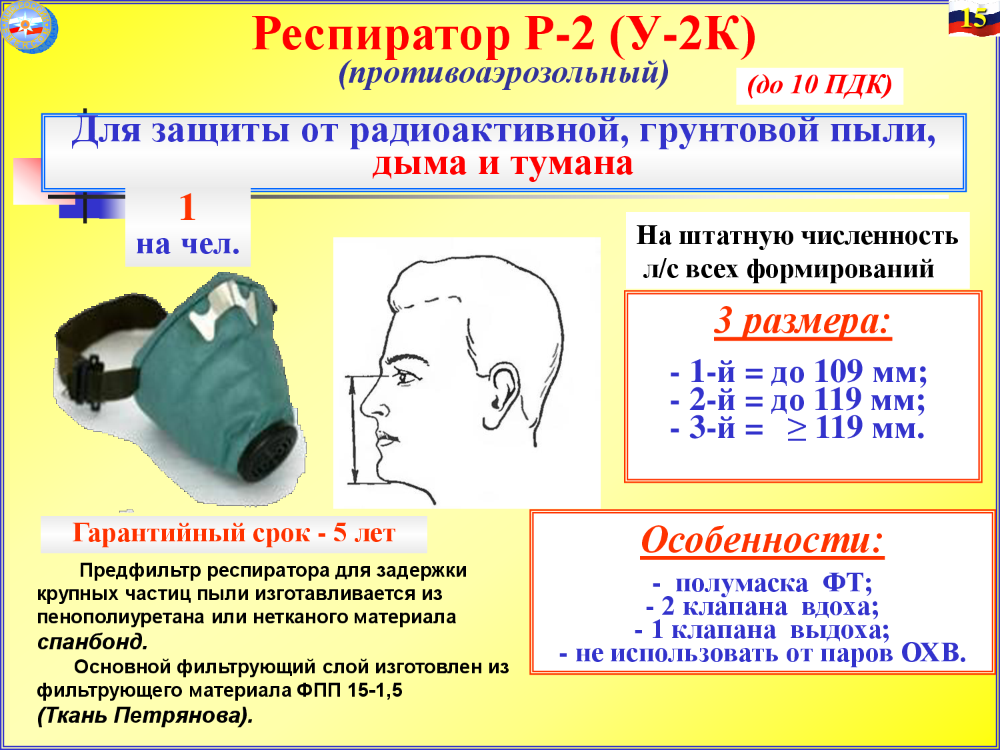 15
Респиратор Р-2 (У-2К)
(противоаэрозольный)
(до 10 ПДК)
Для защиты от радиоактивной, грунтовой пыли,
дыма и тумана
1
на чел.
На штатную численность
л/с всех формирований
3 размера:
- 1-й = до 109 мм;
- 2-й = до 119 мм;
- 3-й = ≥ 119 мм.
Гарантийный срок - 5 лет
Предфильтр респиратора для задержки
крупных частиц пыли изготавливается из
пенополиуретана или нетканого материала
спанбонд.
Основной фильтрующий слой изготовлен из
фильтрующего материала ФПП 15-1,5
(Ткань Петрянова).
Особенности:
- полумаска ФТ;
- 2 клапана вдоха;
- 1 клапана выдоха;
- не использовать от паров ОХВ.